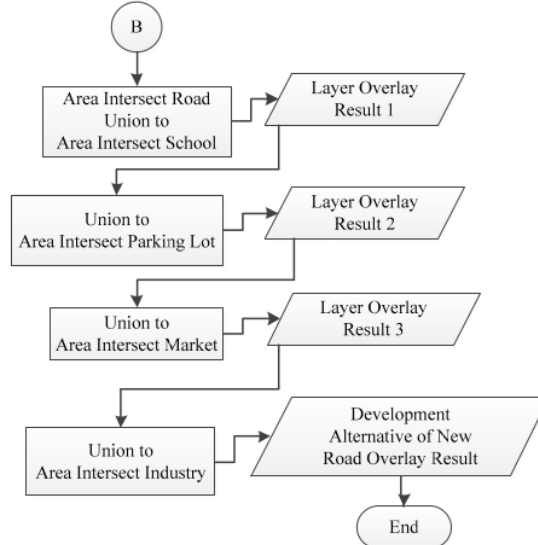 B
Area Intersect Road
Union to
Area Intersect School
Layer Overlay
Result 1
Union to
Area Intersect Parking Lot
Layer Overlay
Result 2
Union to
Area Intersect Market
Layer Overlay
Result 3
Union to
Area Intersect Industry
Development
Alternative of New
Road Overlay Result
End